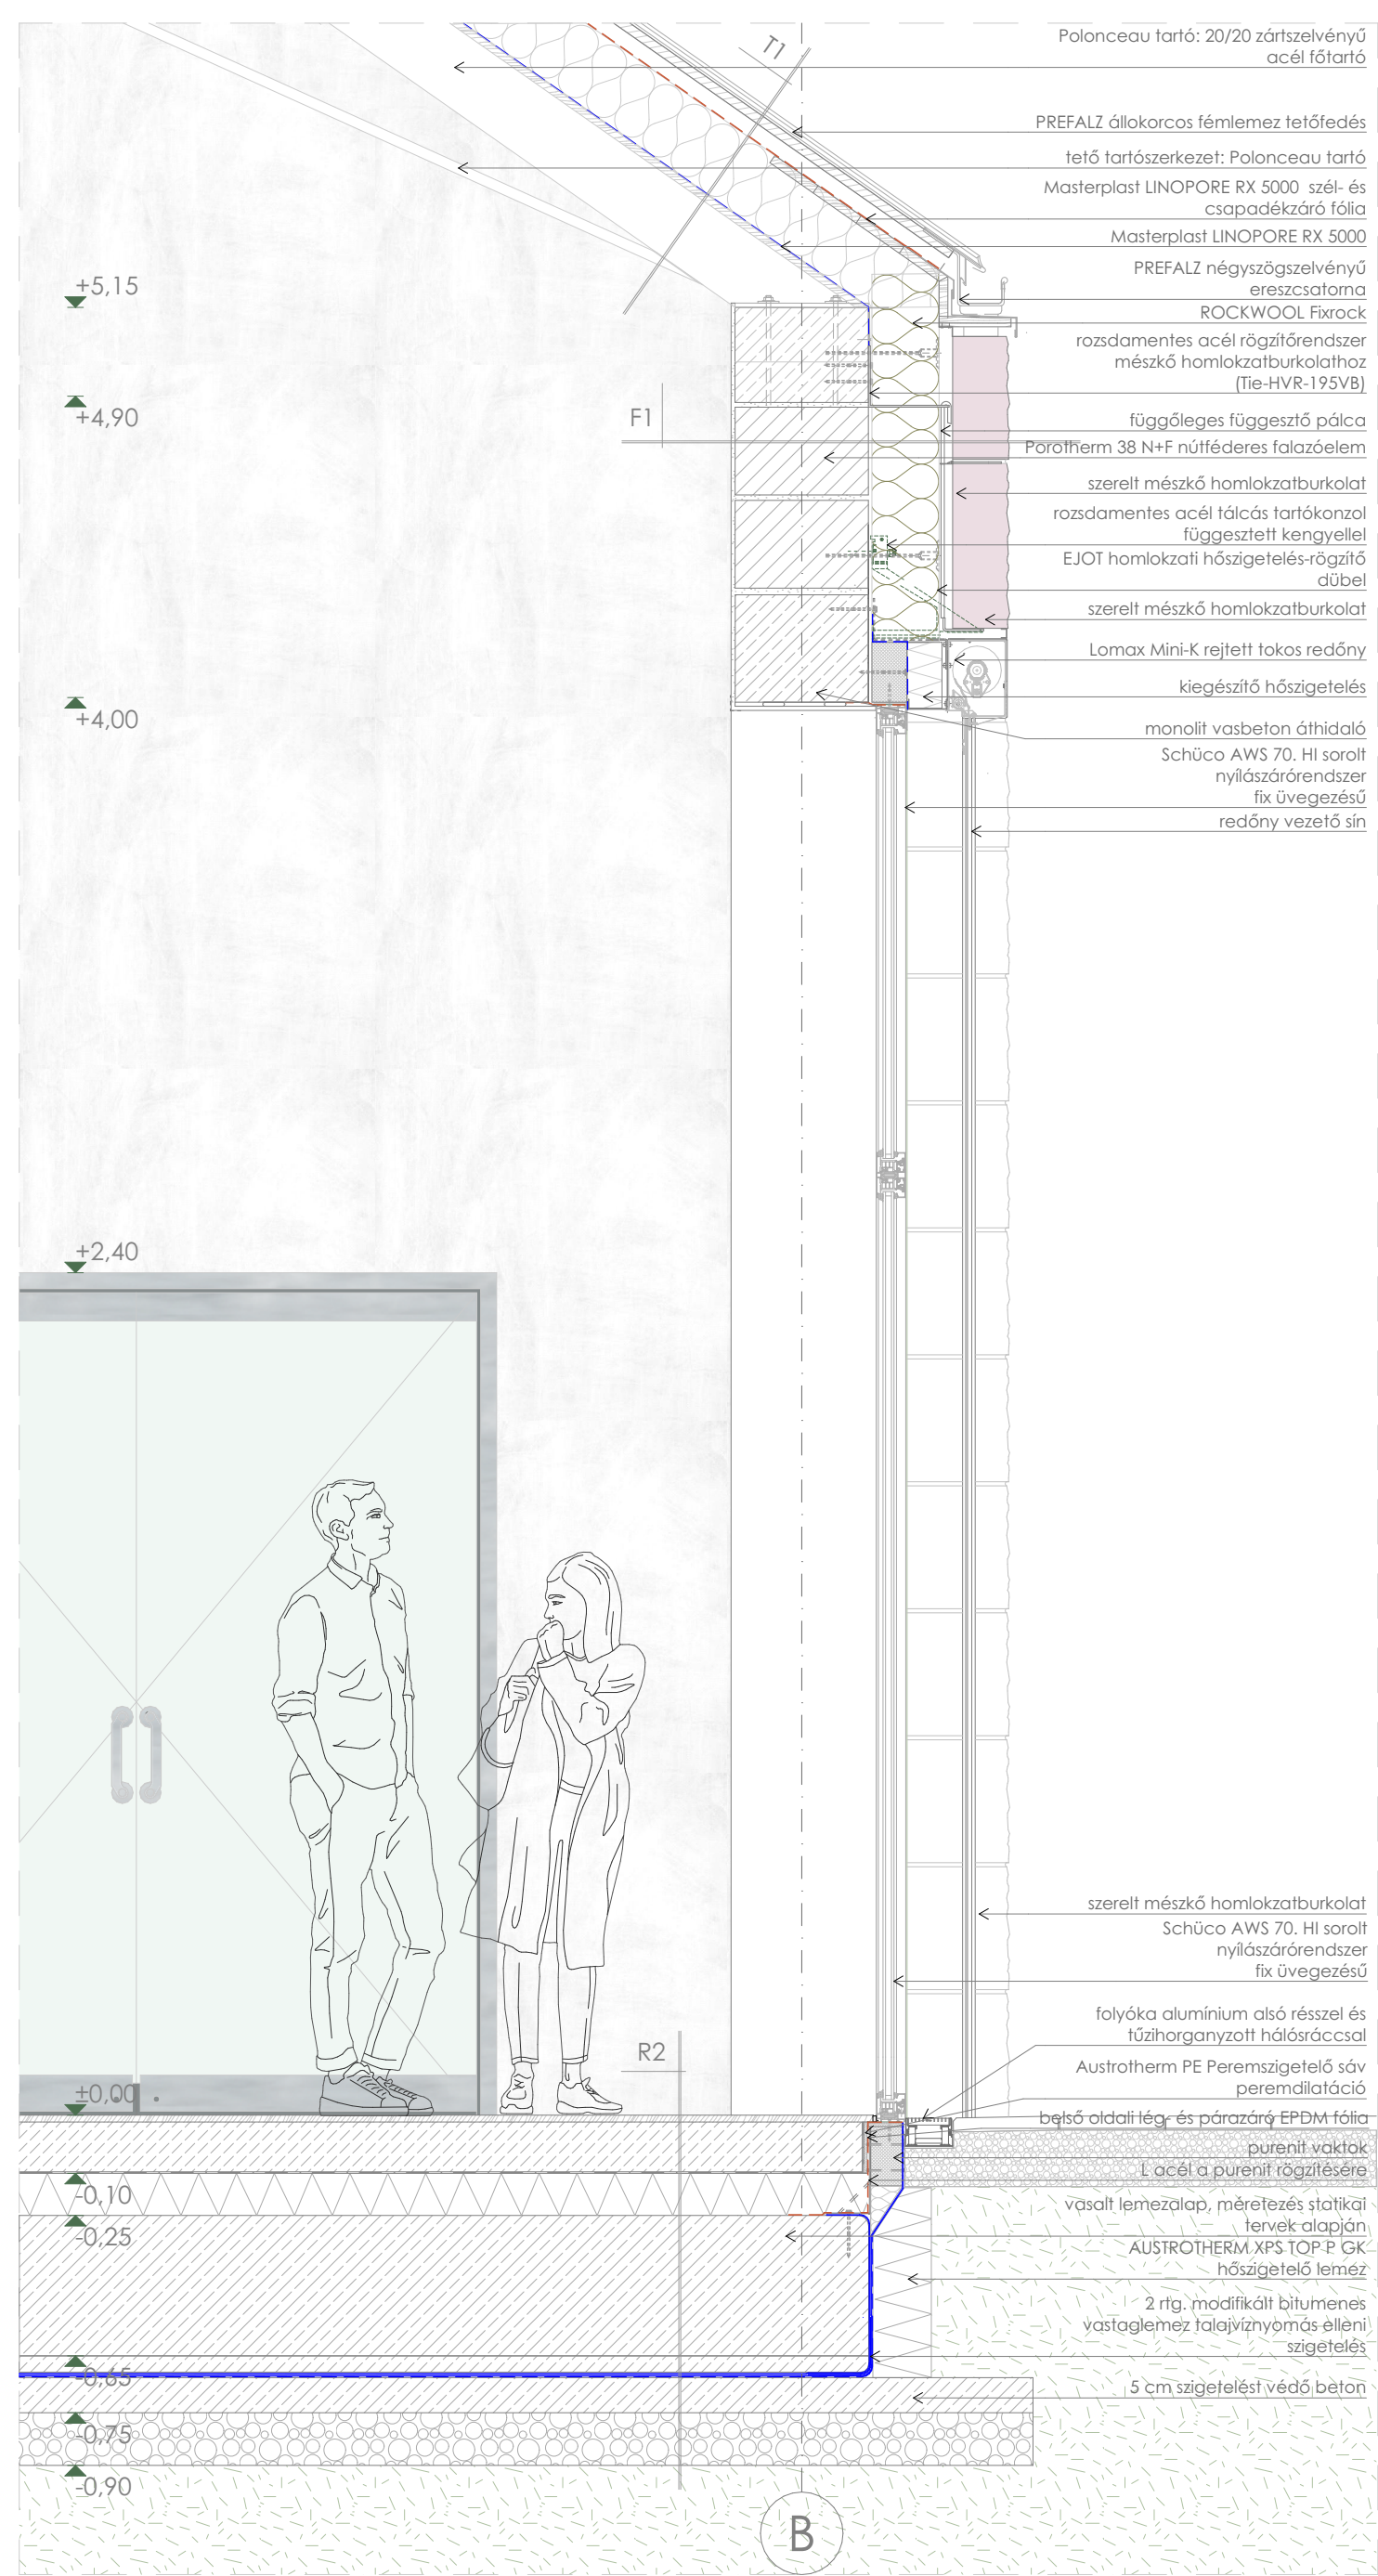 T1
Polonceau tartó: 20/20 zártszelvényű
acél főtartó
PREFALZ állokorcos fémlemez tetőfedés
tető tartószerkezet: Polonceau tartó
Masterplast LINOPORE RX 5000 szél- és
csapadékzáró fólia
Masterplast LINOPORE RX 5000
PREFALZ négyszögszelvényű
ereszcsatorna
ROCKWOOL Fixrock
rozsdamentes acél rögzítőrendszer
mészkő homlokzatburkolathoz
(Tie-HVR-195VB)
függőleges függesztő pálca
Porotherm 38 N+F nútféderes falazóelem
szerelt mészkő homlokzatburkolat
rozsdamentes acél tálcás tartókonzol
függesztett kengyellel
EJOT homlokzati hőszigetelés-rögzítő
dübel
szerelt mészkő homlokzatburkolat
Lomax Mini-K rejtett tokos redőny
kiegészítő hőszigetelés
monolit vasbeton áthidaló
Schüco AWS 70. HI sorolt
nyílászárórendszer
fix üvegezésű
redőny vezető sín
+5,15
+4,90
F1
+4,00
+2,40
szerelt mészkő homlokzatburkolat
Schüco AWS 70. HI sorolt
nyílászárórendszer
fix üvegezésű
folyóka alumínium alsó résszel és
tűzihorganyzott hálósráccsal
Austrotherm PE Peremszigetelő sáv
peremdilatáció
belső oldali lég- és párazáró EPDM fólia
purenit vaktok
L acél a purenit rögzítésére
vasalt lemezalap, méretezés statikai
tervek alapján
AUSTROTHERM XPS TOP P GK
hőszigetelő lemez
2 rtg. modifikált bitumenes
vastaglemez talajvíznyomás elleni
szigetelés
5 cm szigetelést védő beton
R2
±0,00
-0,10
-0,25
-0,65
-0,75
-0,90
B